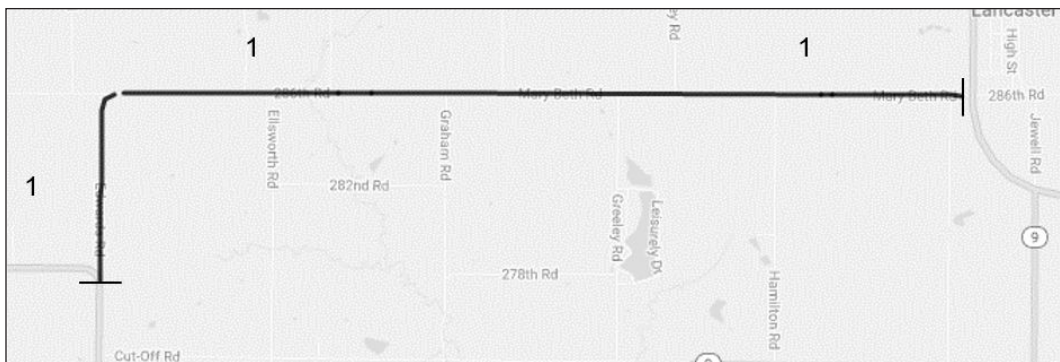 Lancaster
1
1
High St
286th Rd
Mary Beth Rd
Mary Beth Rd
286th Rd
Ellsworth Rd
Graham Rd
Jewell Rd
1
282nd Rd
Edwards Rd
Greeley Rd
Leisurely Dr
9
278th Rd
Hamilton Rd
Cut-Off Rd